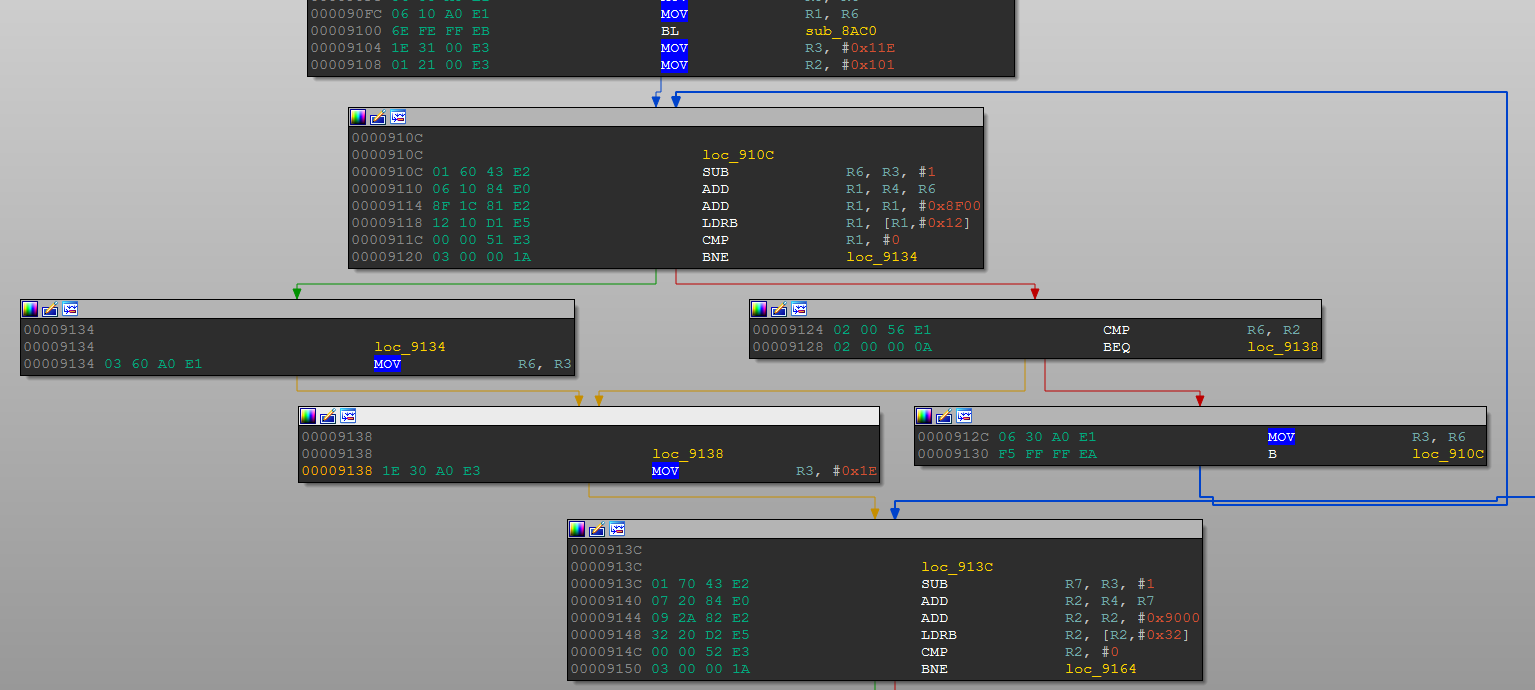 000090FC 06 10 A0 E1 MOV R1, R6
00009100 6E FE FF EB BL sub_8AC0
00009104 1E 31 00 E3 MOV R3, #0x11E
00009108 01 21 00 E3 MOV R2, #0x101
0000910C
0000910C loc_910C
0000910C 01 60 43 E2 SUB R6, R3, #1
00009110 06 10 84 E0 ADD R1, R4, R6
00009114 8F 1C 81 E2 ADD R1, R1, #0x8F00
00009118 12 10 D1 E5 LDRB R1, [R1,#0x12]
0000911C 00 00 51 E3 CMP R1, #0
00009120 03 00 00 1A BNE loc_9134
00009134
00009134 loc_9134
00009134 03 60 A0 E1 MOV R6, R3
00009124 02 00 56 E1 CMP R6, R2
00009128 02 00 00 0A BEQ loc_9138
00009138
00009138 loc_9138
00009138 1E 30 A0 E3 MOV R3, #0x1E
0000912C 06 30 A0 E1 MOV R3, R6
00009130 F5 FF FF EA B loc_910C
0000913C
0000913C loc_913C
0000913C 01 70 43 E2 SUB R7, R3, #1
00009140 07 20 84 E0 ADD R2, R4, R7
00009144 09 2A 82 E2 ADD R2, R2, #0x9000
00009148 32 20 D2 E5 LDRB R2, [R2,#0x32]
0000914C 00 00 52 E3 CMP R2, #0
00009150 03 00 00 1A BNE loc_9164